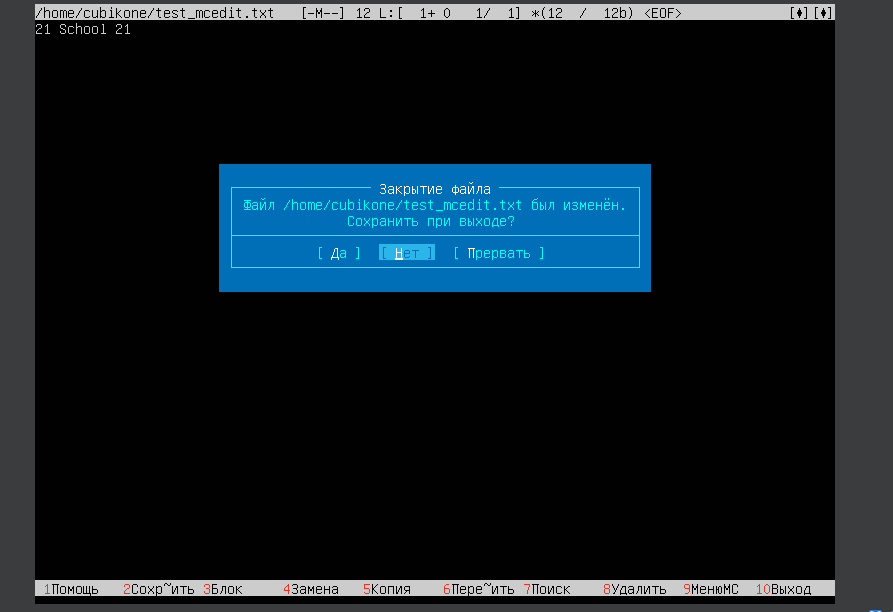 /home/cubikone/test_mcedit.txt [-M--] 12 L:[ 1+ 0 1/ 1] *(12 / 12b) <EOF> [♦][♦]
21 School 21
Закрытие файла
Файл /home/cubikone/test_mcedit.txt был изменён.
Сохранить при выходе?
[ Да ] [ Нет ] [ Прервать ]
1Помощь 2Сохр~ить 3Блок 4Замена 5Копия 6Пере~ить 7Поиск 8Удалить 9МенюMC 10Выход